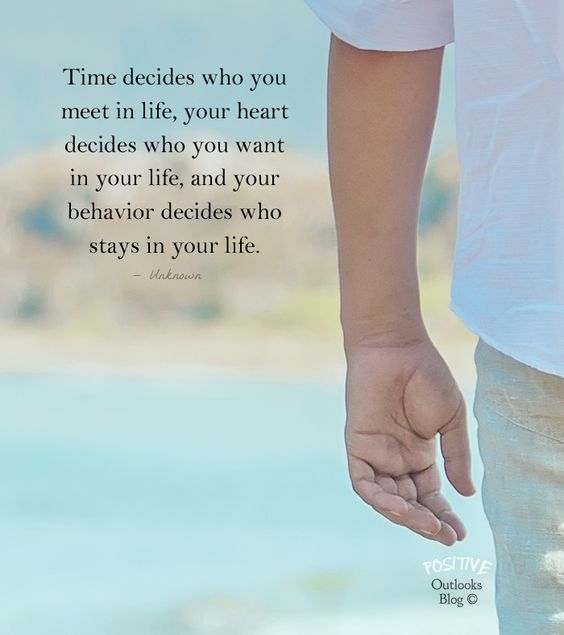 Time decides who you
meet in life, your heart
decides who you want
in your life, and your
behavior decides who
stays in your life.
– Unknown
POSITIVE
Outlooks
Blog ©